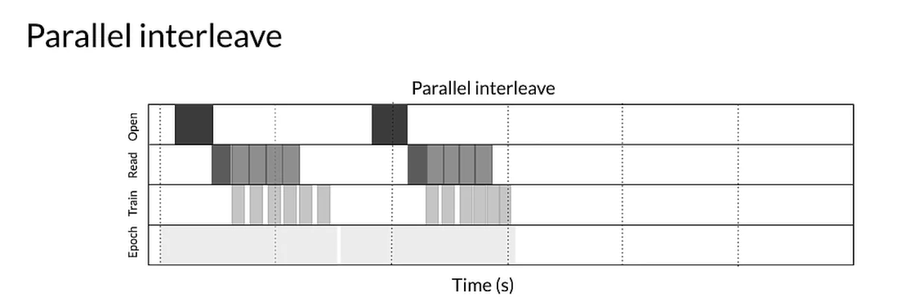 Parallel interleave
Parallel interleave
Open
Read
Train
Epoch
Time (s)